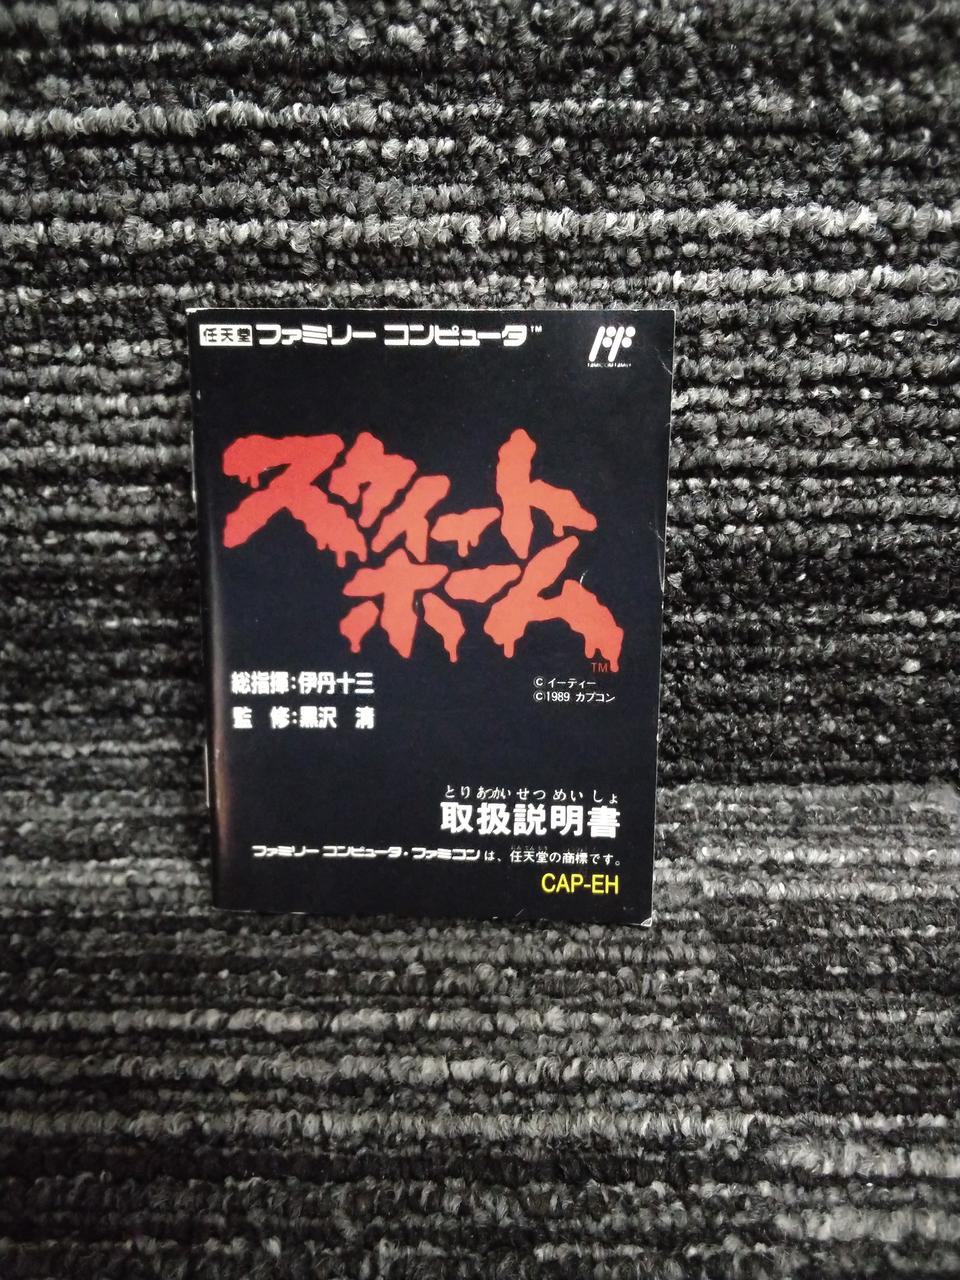 任天堂 ファミリー コンピュータ™
スウィート
ホーム
TM
総指揮:伊丹十三
監 修:黒沢 清
© イーティー
©1989 カプコン
とり あつかい せつ めい しょ
取扱説明書
ファミリー コンピュータ・ファミコンは、任天堂の商標です。
CAP-EH